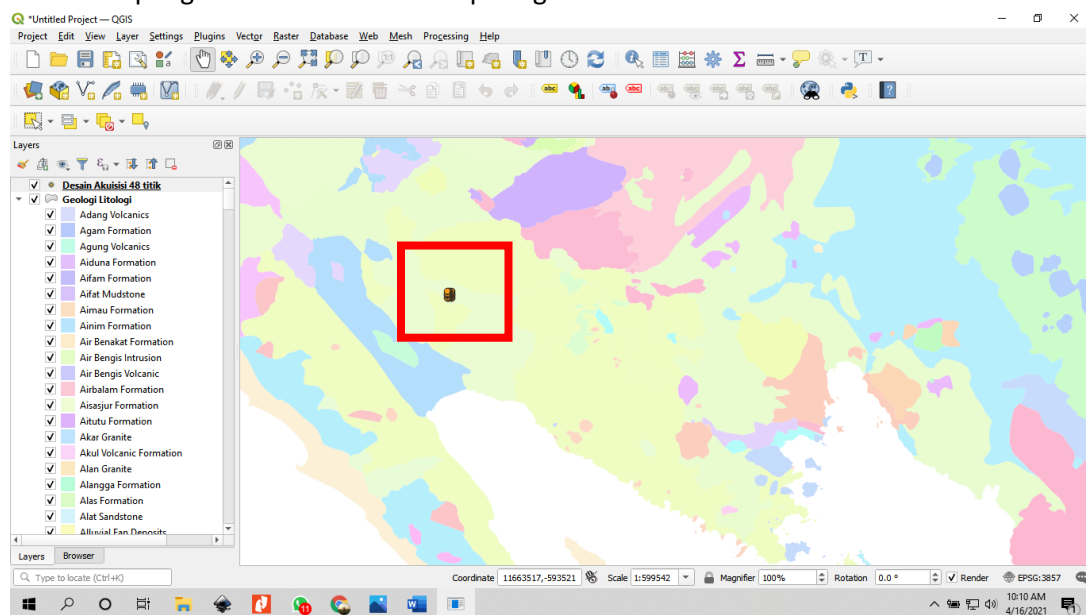 *Untitled Project — QGIS
Project Edit View Layer Settings Plugins Vector Raster Database Web Mesh Processing Help
Layers
Desain Akuisisi 48 titik
Geologi Litologi
Adang Volcanics
Agam Formation
Agung Volcanics
Aiduna Formation
Aifam Formation
Aifat Mudstone
Aimau Formation
Ainim Formation
Air Benakat Formation
Air Bengis Intrusion
Air Bengis Volcanic
Airbalam Formation
Aisasjur Formation
Aitutu Formation
Akar Granite
Akul Volcanic Formation
Alan Granite
Alangga Formation
Alas Formation
Alat Sandstone
Alluvial Fan Deposits
Layers Browser
Type to locate (Ctrl+K) Coordinate 11663517,-593521 Scale 1:599542 Magnifier 100% Rotation 0.0 ° Render EPSG:3857
10:10 AM
4/16/2021